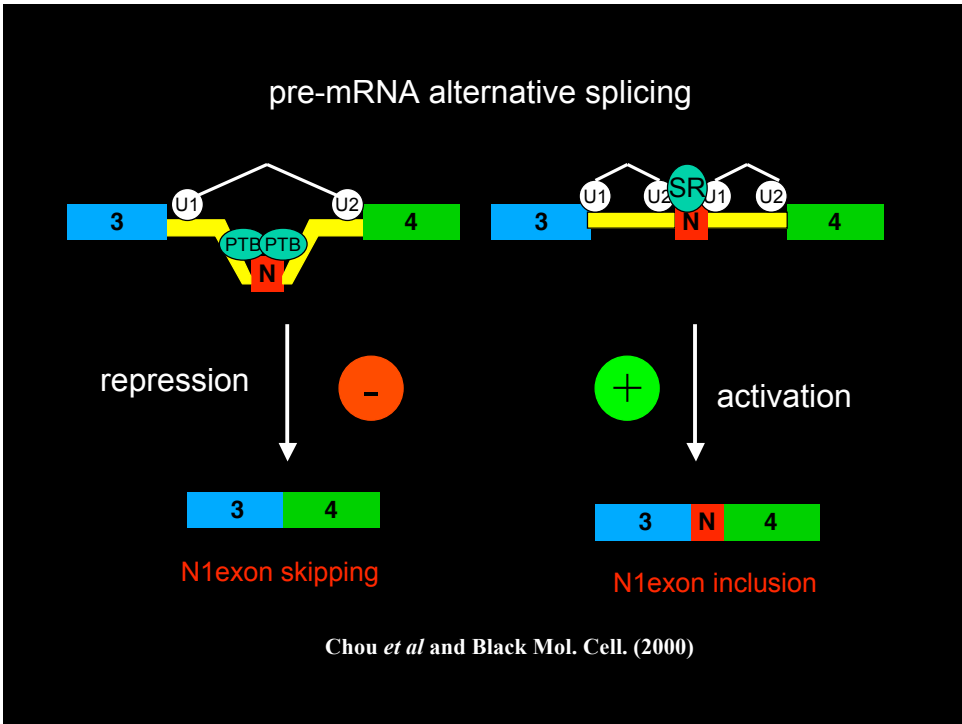 pre-mRNA alternative splicing
U1 U2 U1 U2 SR U1 U2
3 4 3 N 4
PTB PTB
N
repression - + activation
3 4 3 N 4
N1exon skipping N1exon inclusion
Chou et al and Black Mol. Cell. (2000)